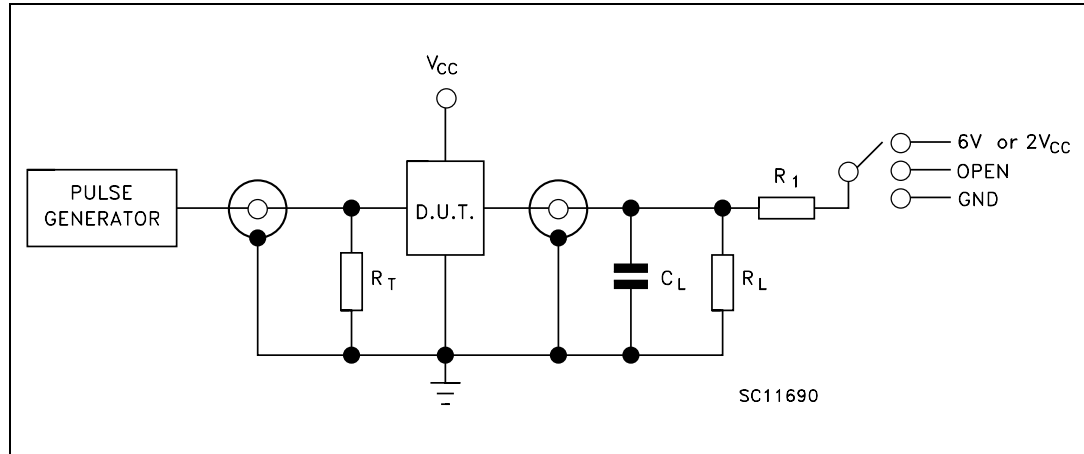 V_CC
PULSE
GENERATOR
D.U.T.
R_T
C_L
R_L
R_1
6V or 2V_CC
OPEN
GND
SC11690